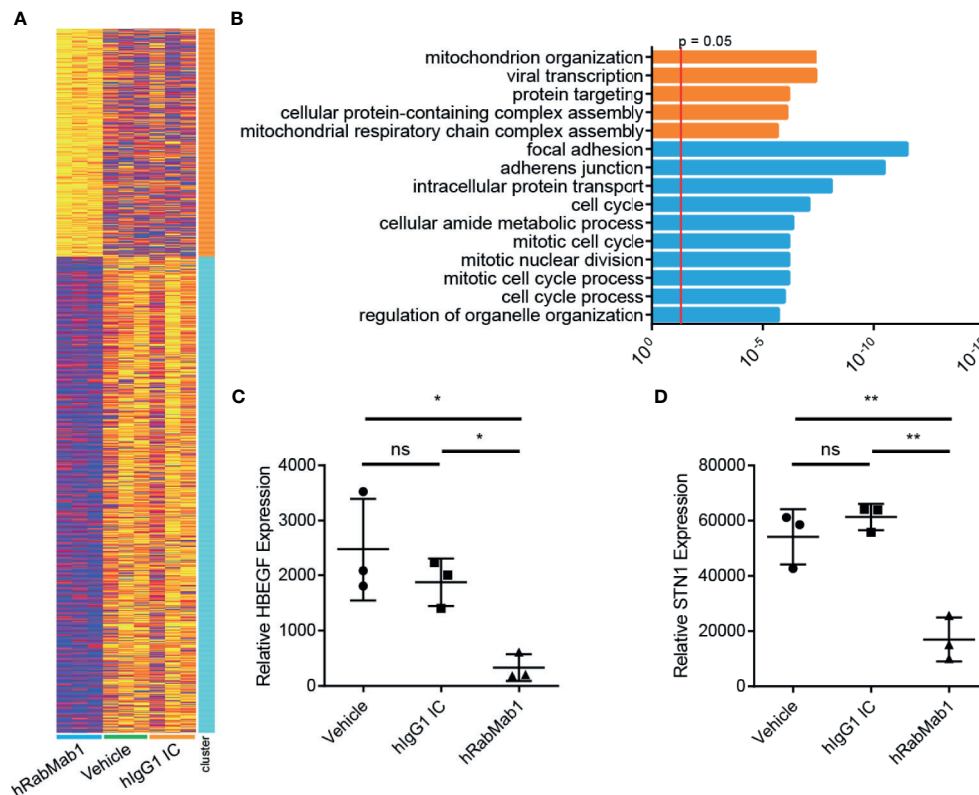 A
hRabMab1
Vehicle
hIgG1 IC
cluster
B
p = 0.05
mitochondrion organization
viral transcription
protein targeting
cellular protein-containing complex assembly
mitochondrial respiratory chain complex assembly
focal adhesion
adherens junction
intracellular protein transport
cell cycle
cellular amide metabolic process
mitotic cell cycle
mitotic nuclear division
mitotic cell cycle process
cell cycle process
regulation of organelle organization
10^0
10^-5
10^-10
C
*
ns
*
4000
3000
2000
1000
0
Relative HBEGF Expression
Vehicle
hIgG1 IC
hRabMab1
D
**
ns
**
80000
60000
40000
20000
0
Relative STN1 Expression
Vehicle
hIgG1 IC
hRabMab1